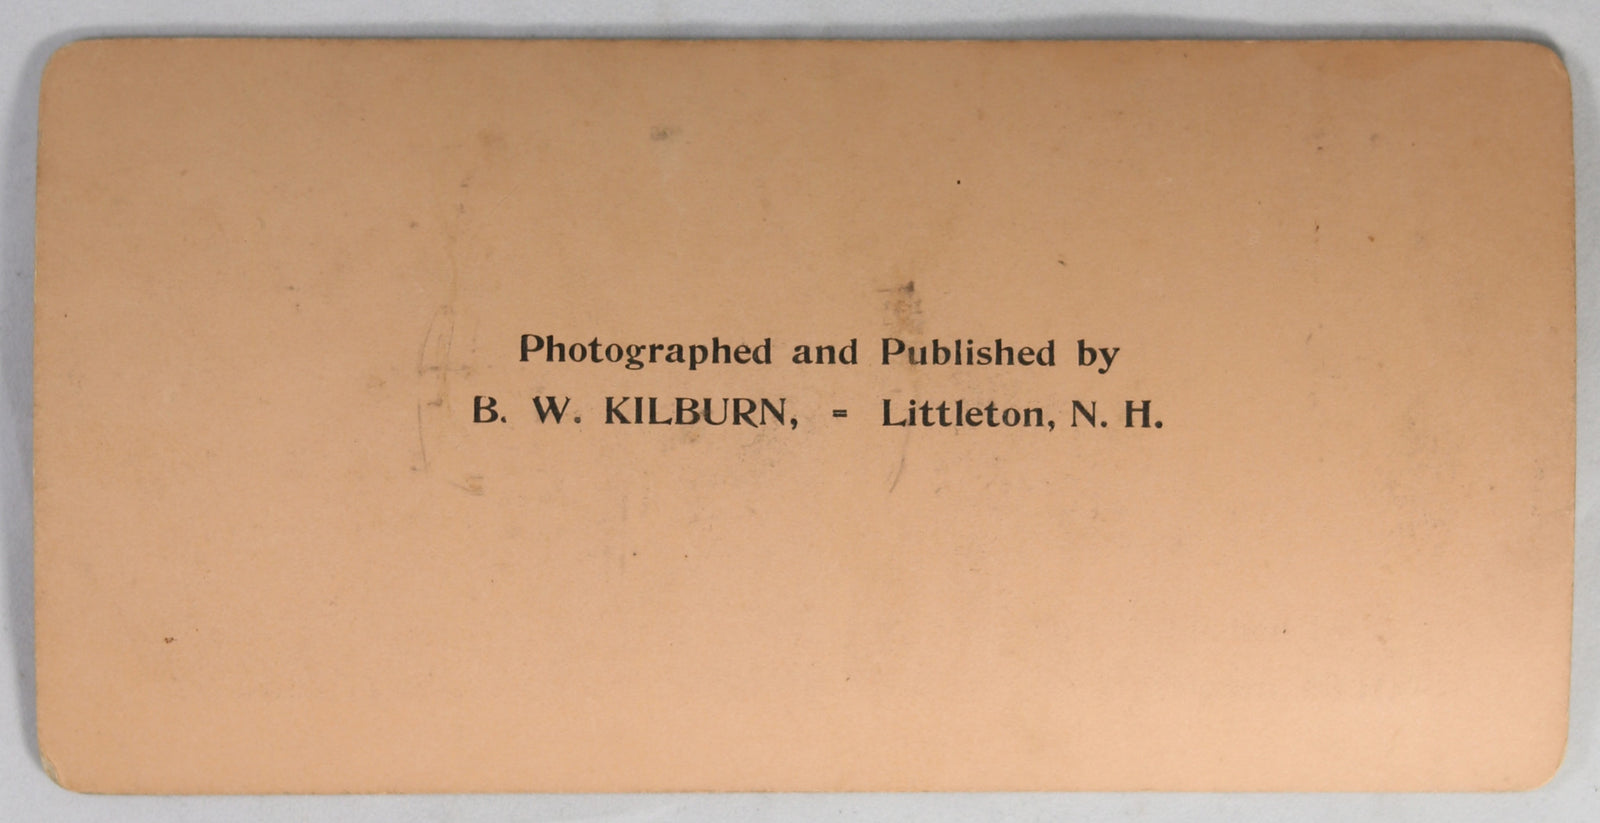 Photographed and Published by
B. W. KILBURN, = Littleton, N. H.